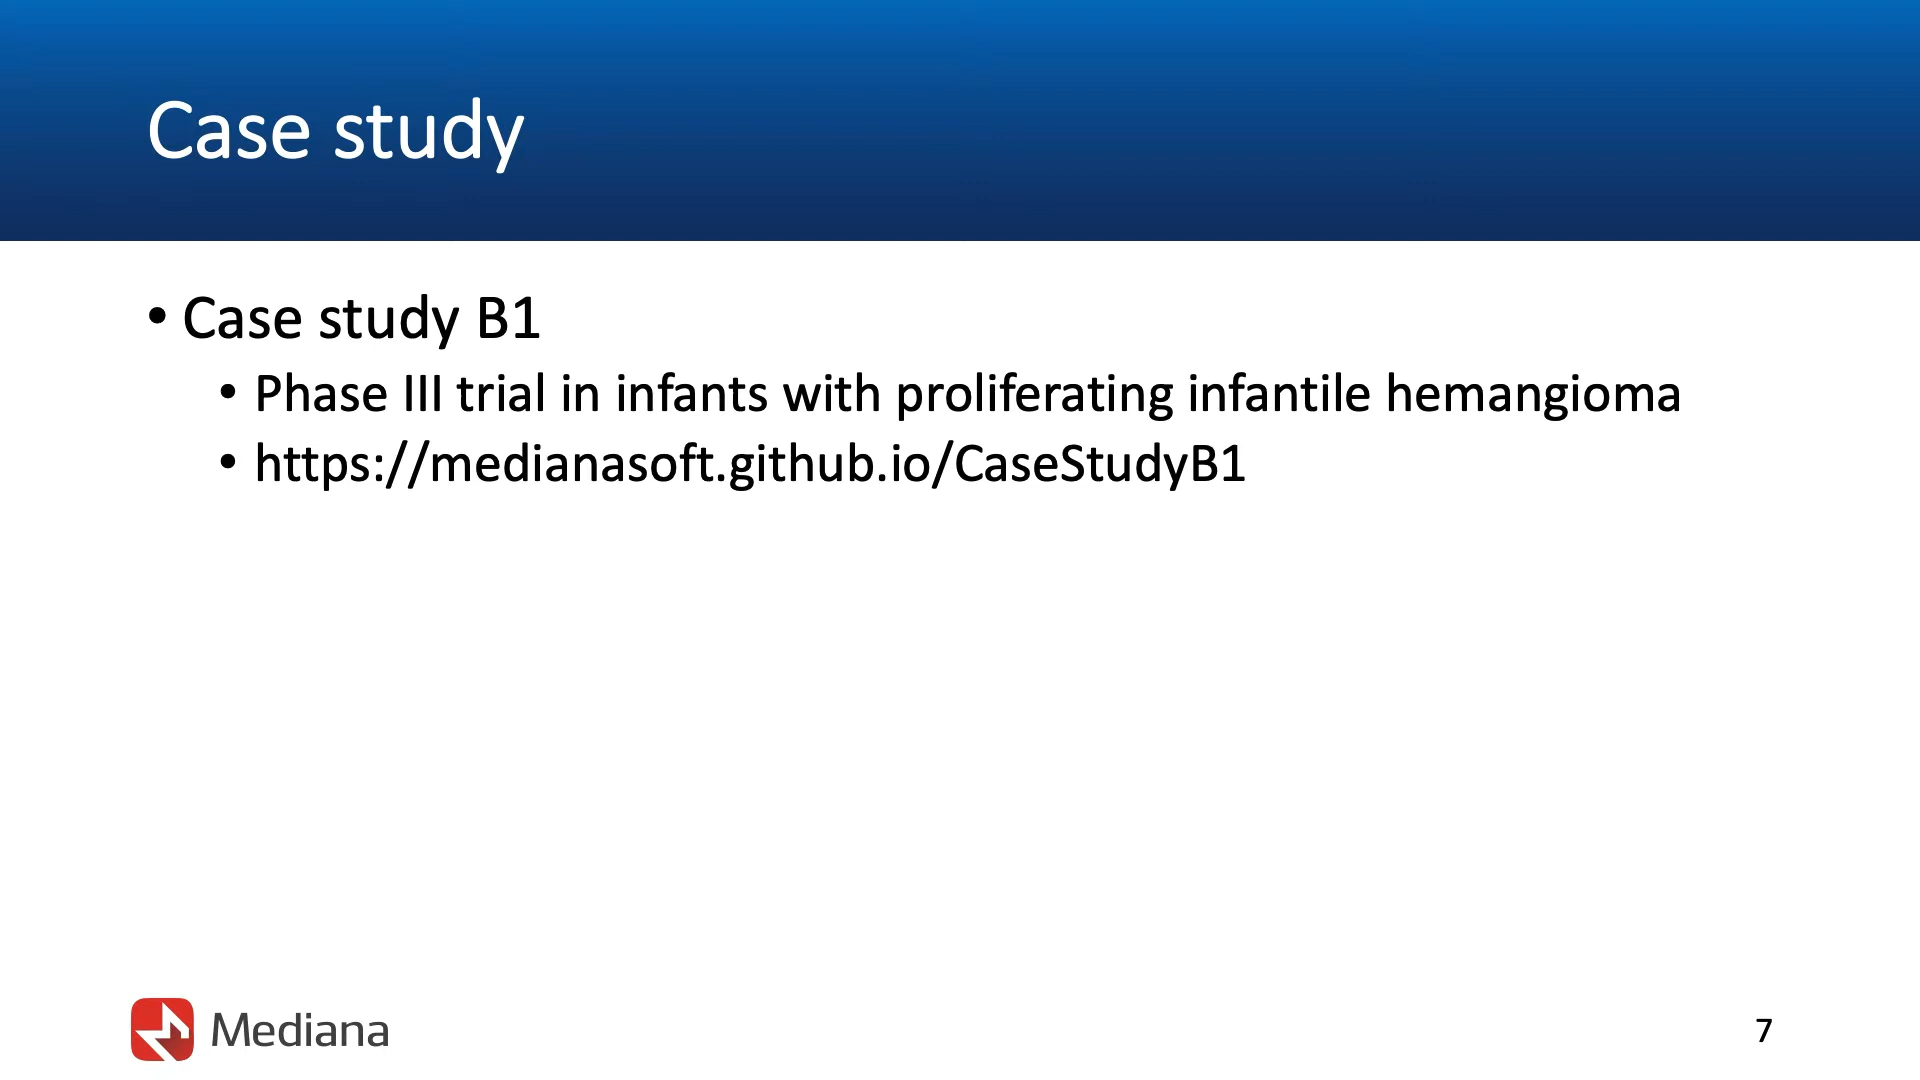 Case study
• Case study B1
• Phase III trial in infants with proliferating infantile hemangioma
• https://medianasoft.github.io/CaseStudyB1
Mediana
7